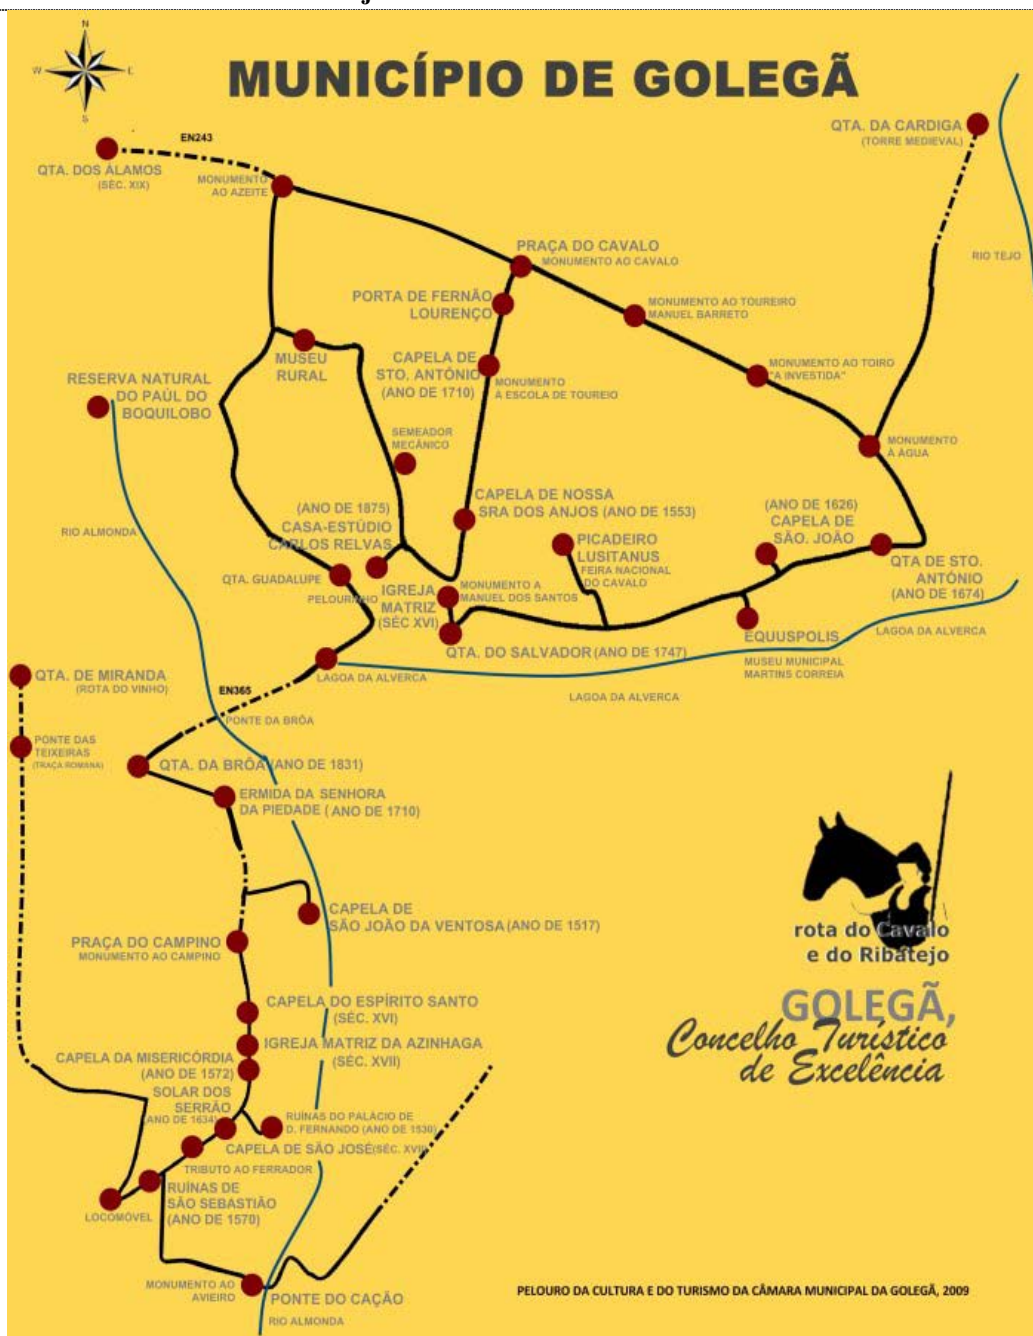 N
W
E
S
MUNICÍPIO DE GOLEGÃ
QTA. DA CARDIGA
(TORRE MEDIEVAL)
EN243
QTA. DOS ÁLAMOS
(SÉC. XIX)
MONUMENTO
AO AZEITE
PRAÇA DO CAVALO
MONUMENTO AO CAVALO
RIO TEJO
PORTA DE FERNÃO
LOURENÇO
MONUMENTO AO TOUREIRO
MANUEL BARRETO
MUSEU
RURAL
CAPELA DE
STO. ANTÓNIO
(ANO DE 1710)
MONUMENTO
A ESCOLA DE TOUREIO
MONUMENTO AO TOIRO
"A INVESTIDA"
RESERVA NATURAL
DO PAÚL DO
BOQUILOBO
SEMEADOR
MECÂNICO
MONUMENTO
À ÁGUA
CAPELA DE NOSSA
SRA DOS ANJOS (ANO DE 1553)
(ANO DE 1875)
CASA-ESTÚDIO
CARLOS RELVAS
(ANO DE 1626)
CAPELA DE
SÃO. JOÃO
RIO ALMONDA
PICADEIRO
LUSITANUS
FEIRA NACIONAL
DO CAVALO
QTA DE STO.
ANTÓNIO
(ANO DE 1674)
QTA. GUADALUPE
PELOURINHO
IGREJA
MATRIZ
(SÉC XVI)
MONUMENTO A
MANUEL DOS SANTOS
EQUUSPOLIS
MUSEU MUNICIPAL
MARTINS CORREIA
LAGOA DA ALVERCA
QTA. DO SALVADOR (ANO DE 1747)
QTA. DE MIRANDA
(ROTA DO VINHO)
LAGOA DA ALVERCA
LAGOA DA ALVERCA
EN365
PONTE DA BRÔA
PONTE DAS
TEIXEIRAS
(TRAÇA ROMANA)
QTA. DA BRÔA (ANO DE 1831)
ERMIDA DA SENHORA
DA PIEDADE ( ANO DE 1710)
CAPELA DE
SÃO JOÃO DA VENTOSA (ANO DE 1517)
PRAÇA DO CAMPINO
MONUMENTO AO CAMPINO
rota do Cavalo
e do Ribatejo
CAPELA DO ESPÍRITO SANTO
(SÉC. XVI)
GOLEGÃ,
Concelho Turístico
de Excelência
IGREJA MATRIZ DA AZINHAGA
(SÉC. XVII)
CAPELA DA MISERICÓRDIA
(ANO DE 1572)
SOLAR DOS
SERRÃO
(ANO DE 1634)
RUÍNAS DO PALÁCIO DE
D. FERNANDO (ANO DE 1530)
CAPELA DE SÃO JOSÉ
TRIBUTO AO FERRADOR
RUÍNAS DE
SÃO SEBASTIÃO
(ANO DE 1570)
LOCOMÓVEL
MONUMENTO AO
AVIEIRO
PONTE DO CAÇÃO
RIO ALMONDA
PELOURO DA CULTURA E DO TURISMO DA CÂMARA MUNICIPAL DA GOLEGÃ, 2009